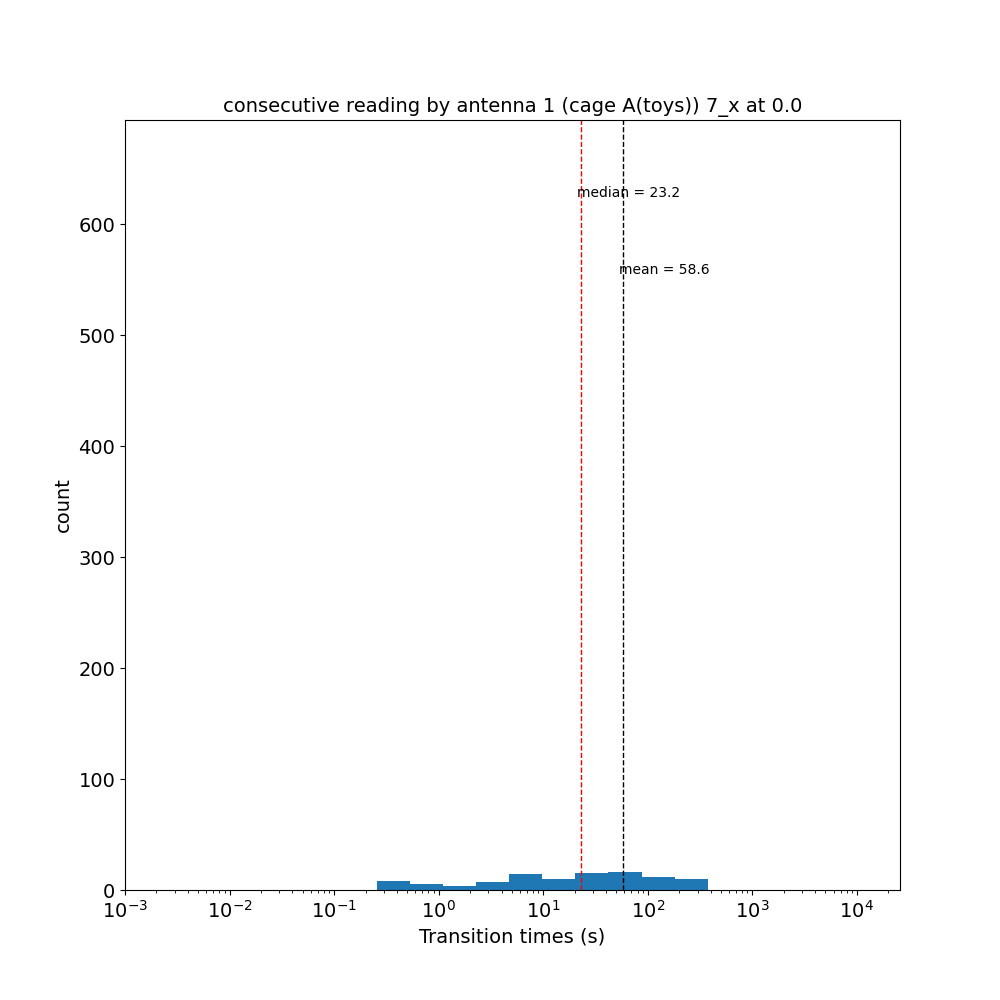 consecutive reading by antenna 1 (cage A(toys)) 7_x at 0.0
median = 23.2
mean = 58.6
count
600
500
400
300
200
100
0
10⁻³ 10⁻² 10⁻¹ 10⁰ 10¹ 10² 10³ 10⁴
Transition times (s)